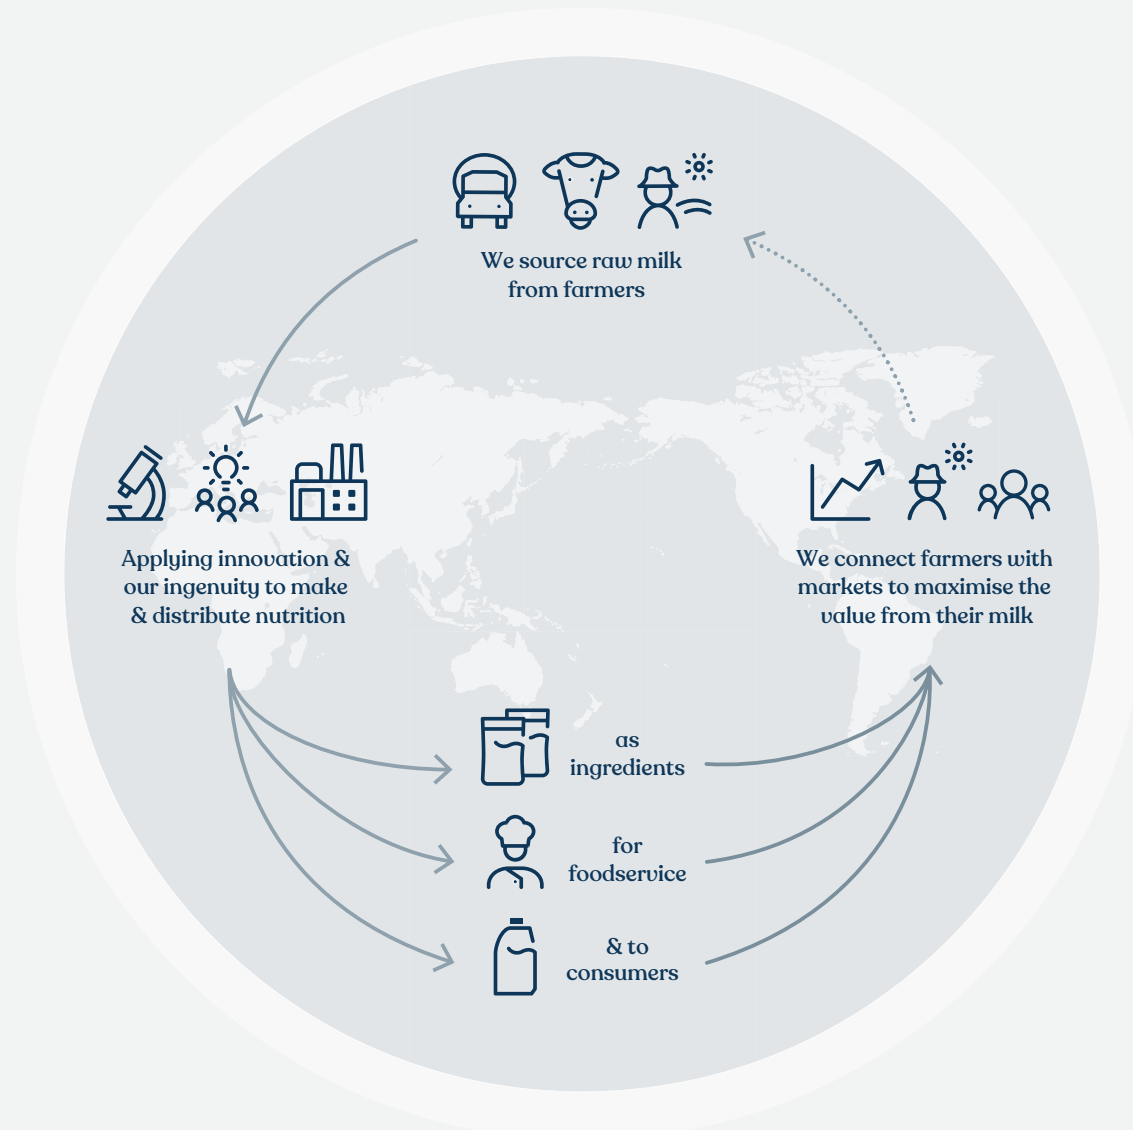 We source raw milk
from farmers
Applying innovation &
our ingenuity to make
& distribute nutrition
We connect farmers with
markets to maximise the
value from their milk
as
ingredients
for
foodservice
& to
consumers